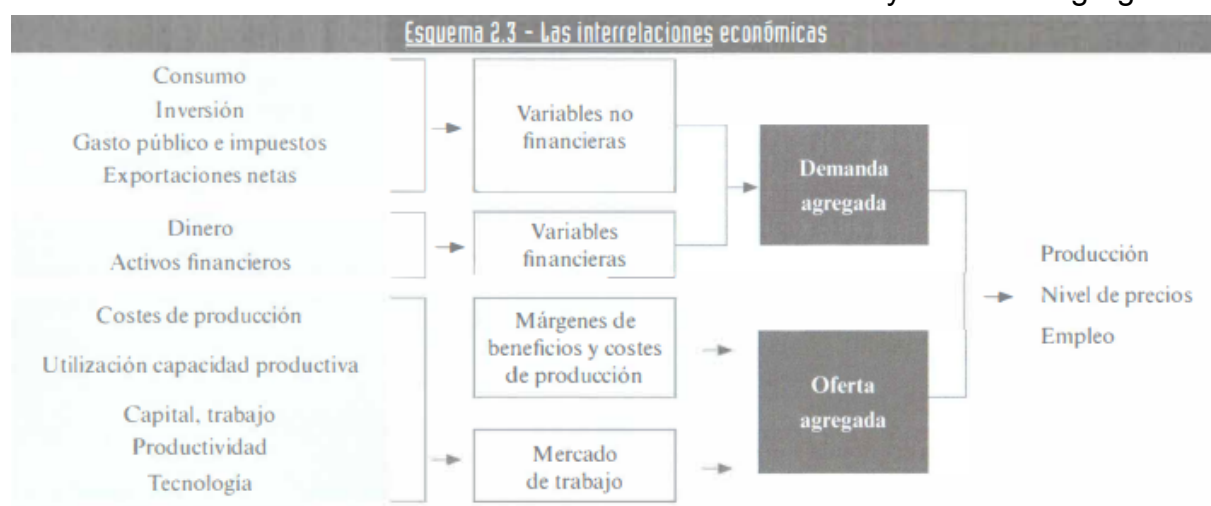 Esquema 2.3 - Las interrelaciones económicas
Consumo
Inversión
Gasto público e impuestos
Exportaciones netas
Variables no
financieras
Dinero
Activos financieros
Variables
financieras
Demanda
agregada
Costes de producción
Utilización capacidad productiva
Capital, trabajo
Productividad
Tecnología
Márgenes de
beneficios y costes
de producción
Mercado
de trabajo
Oferta
agregada
Producción
Nivel de precios
Empleo